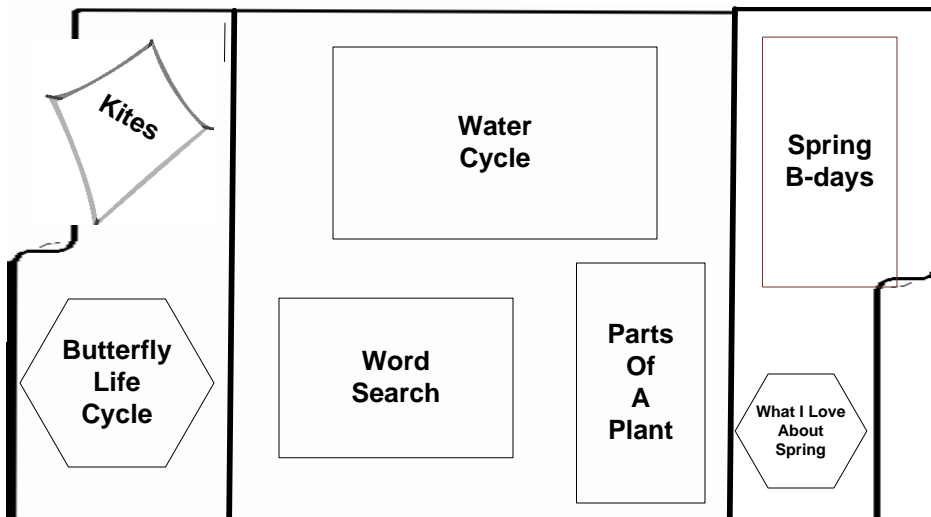 Kites
Butterfly
Life
Cycle
Water
Cycle
Word
Search
Parts
Of
A
Plant
Spring
B-days
What I Love
About
Spring